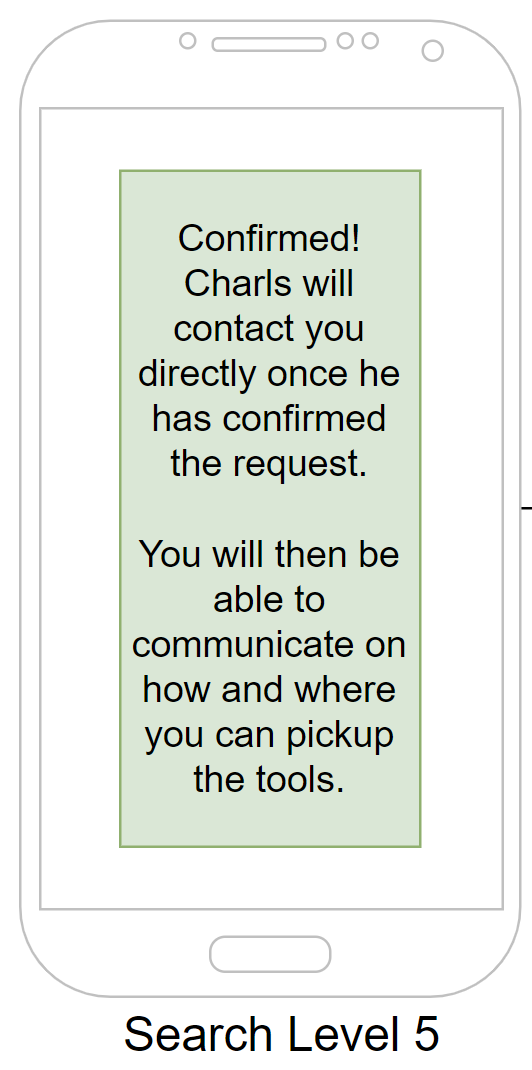 Confirmed!
Charls will
contact you
directly once he
has confirmed
the request.
You will then be
able to
communicate on
how and where
you can pickup
the tools.
Search Level 5